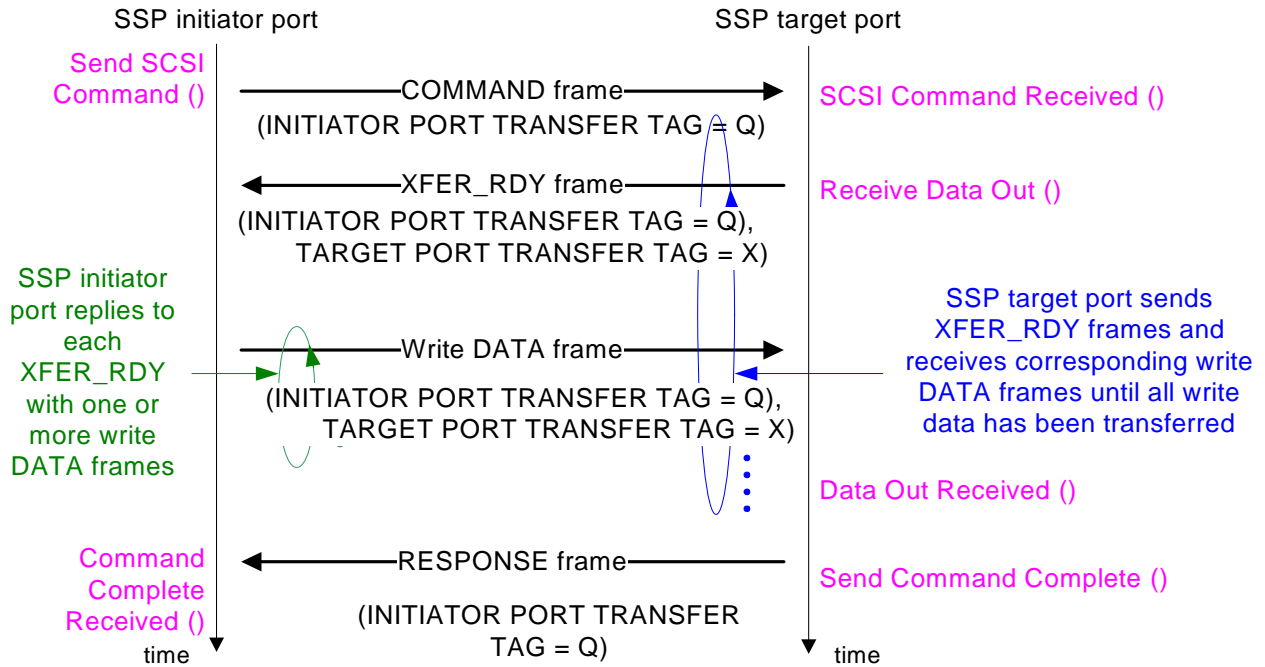 SSP initiator port
SSP target port
Send SCSI
Command ()
COMMAND frame
SCSI Command Received ()
(INITIATOR PORT TRANSFER TAG = Q)
XFER_RDY frame
Receive Data Out ()
(INITIATOR PORT TRANSFER TAG = Q),
TARGET PORT TRANSFER TAG = X)
SSP initiator
port replies to
each
XFER_RDY
with one or
more write
DATA frames
Write DATA frame
(INITIATOR PORT TRANSFER TAG = Q),
TARGET PORT TRANSFER TAG = X)
SSP target port sends
XFER_RDY frames and
receives corresponding write
DATA frames until all write
data has been transferred
Data Out Received ()
Command
Complete
Received ()
RESPONSE frame
Send Command Complete ()
(INITIATOR PORT TRANSFER
TAG = Q)
time
time